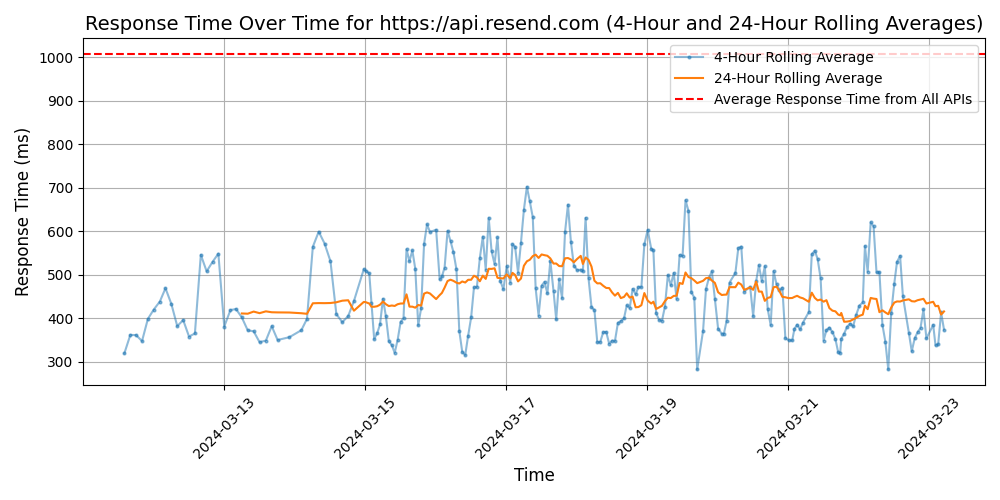 Response Time Over Time for https://api.resend.com (4-Hour and 24-Hour Rolling Averages)
4-Hour Rolling Average
24-Hour Rolling Average
Average Response Time from All APIs
Response Time (ms)
1000
900
800
700
600
500
400
300
2024-03-13
2024-03-15
2024-03-17
2024-03-19
2024-03-21
2024-03-23
Time